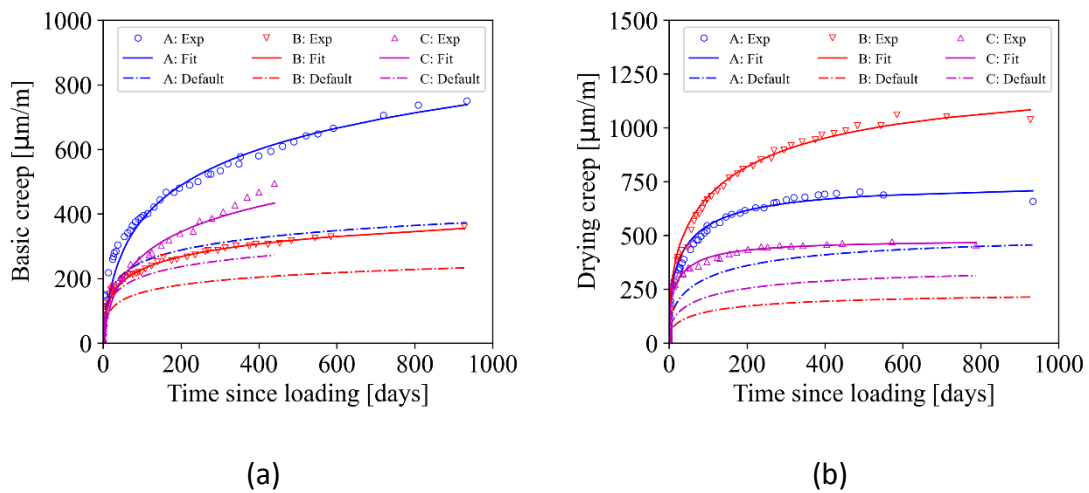 1000
800
600
400
200
0
Basic creep [μm/m]
A: Exp B: Exp C: Exp
A: Fit B: Fit C: Fit
A: Default B: Default C: Default
0 200 400 600 800 1000
Time since loading [days]
(a)
1500
1250
1000
750
500
250
0
Drying creep [μm/m]
A: Exp B: Exp C: Exp
A: Fit B: Fit C: Fit
A: Default B: Default C: Default
0 200 400 600 800 1000
Time since loading [days]
(b)